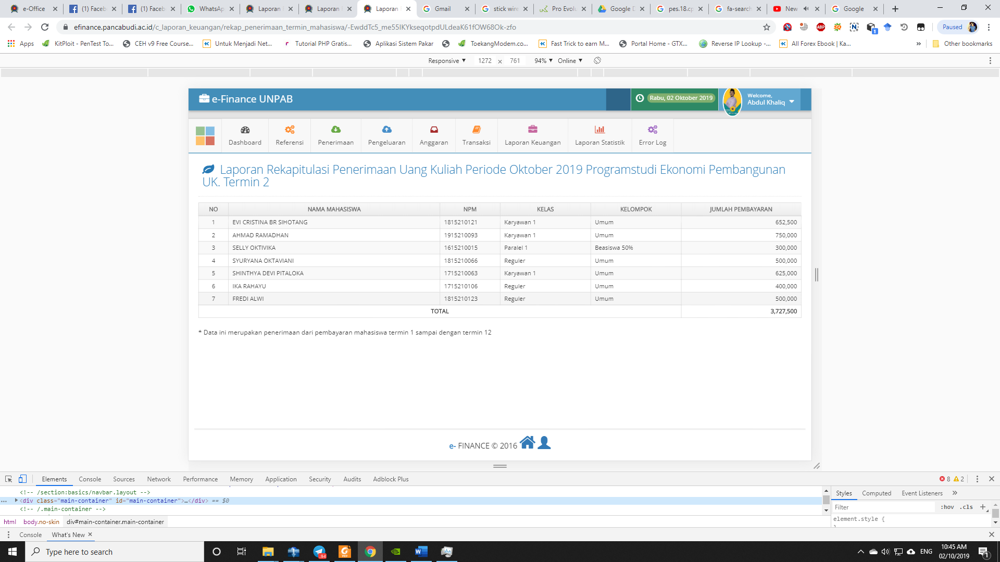 e-Office
(1) Faceb
(1) Faceb
WhatsAp
Laporan
Laporan
Laporan
Gmail
stick wire
Pro Evolu
Google D
pes.18.cp
fa-search
New
Google
efinance.pancabudi.ac.id/c_laporan_keuangan/rekap_penerimaan_termin_mahasiswa/-EwddTc5_me55IKYkseqotpdULdeaK61fOW68Ok-zfo
Paused
Apps
KitPloit - PenTest To...
CEH v9 Free Course...
Untuk Menjadi Net...
Tutorial PHP Gratis...
Aplikasi Sistem Pakar
ToekangModem.co...
Fast Trick to earn M...
Portal Home - GTX...
Reverse IP Lookup -...
All Forex Ebook | Ka...
»
Other bookmarks
Responsive ▼ 1272 × 761 94% ▼ Online ▼
e-Finance UNPAB
Rabu, 02 Oktober 2019
Welcome,
Abdul Khaliq
Dashboard
Referensi
Penerimaan
Pengeluaran
Anggaran
Transaksi
Laporan Keuangan
Laporan Statistik
Error Log
Laporan Rekapitulasi Penerimaan Uang Kuliah Periode Oktober 2019 Programstudi Ekonomi Pembangunan
UK. Termin 2
NO NAMA MAHASISWA NPM KELAS KELOMPOK JUMLAH PEMBAYARAN
1 EVI CRISTINA BR SIHOTANG 1815210121 Karyawan 1 Umum 652,500
2 AHMAD RAMADHAN 1915210093 Karyawan 1 Umum 750,000
3 SELLY OKTIVIKA 1615210015 Paralel 1 Beasiswa 50% 300,000
4 SYURYANA OKTAVIANI 1815210066 Reguler Umum 500,000
5 SHINTHYA DEVI PITALOKA 1715210063 Karyawan 1 Umum 625,000
6 IKA RAHAYU 1715210106 Reguler Umum 400,000
7 FREDI ALWI 1815210123 Reguler Umum 500,000
TOTAL 3,727,500
* Data ini merupakan penerimaan dari pembayaran mahasiswa termin 1 sampai dengan termin 12
e- FINANCE © 2016
Elements Console Sources Network Performance Memory Application Security Audits Adblock Plus
8 2
<!-- /section:basics/navbar.layout -->
<div class="main-container" id="main-container">…</div> == $0
<!-- /.main-container -->
html body.no-skin div#main-container.main-container
Styles Computed Event Listeners »
Filter :hov .cls +
element.style {
Console What's New
Type here to search
94
ENG
10:45 AM
02/10/2019
1